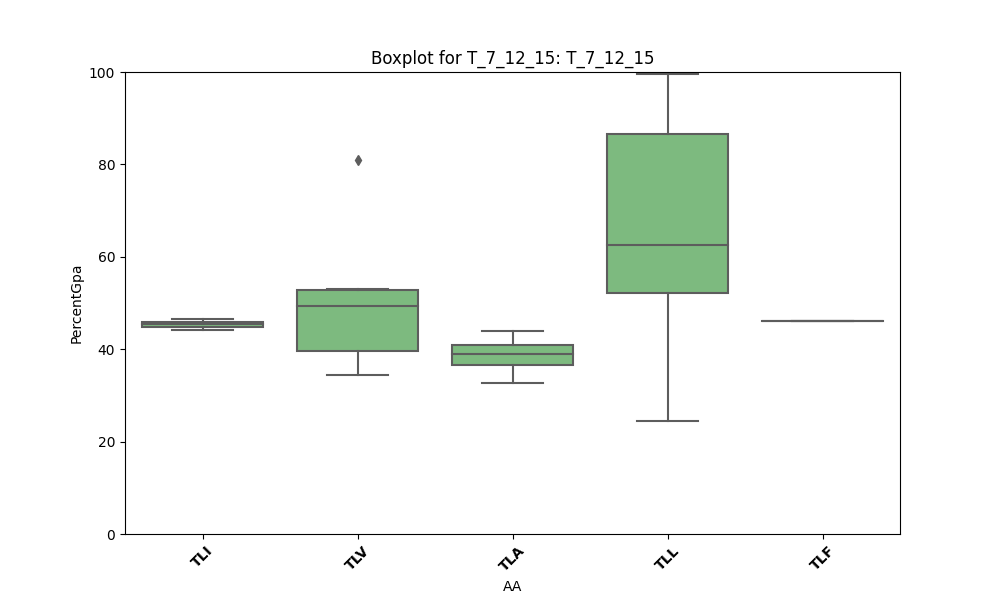 Boxplot for T_7_12_15: T_7_12_15
PercentGpa
100
80
60
40
20
0
TLI
TLV
TLA
TLL
TLF
AA